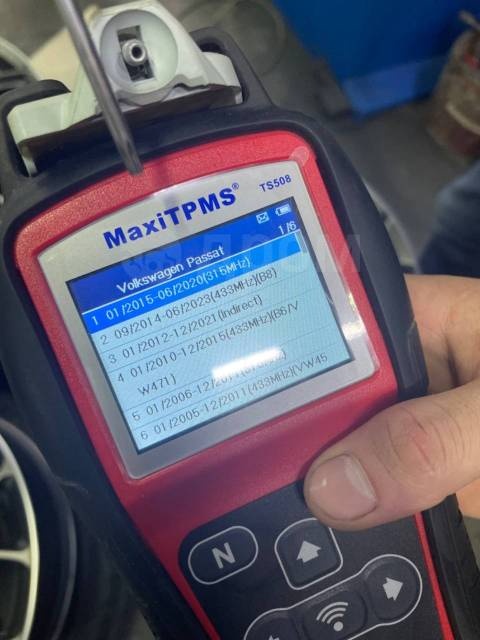 MaxiTPMS®
TS508
Volkswagen Passat
1/6
1 01/2015-06/2020(315MHz)
2 09/2014-06/2023(433MHz)(B8)
3 01/2012-12/2021(Indirect)
4 01/2010-12/2015(433MHz)(B6/V
W471)
5 01/2006-12/2011(315MHz)
6 01/2005-12/2011(433MHz)(VW45
N